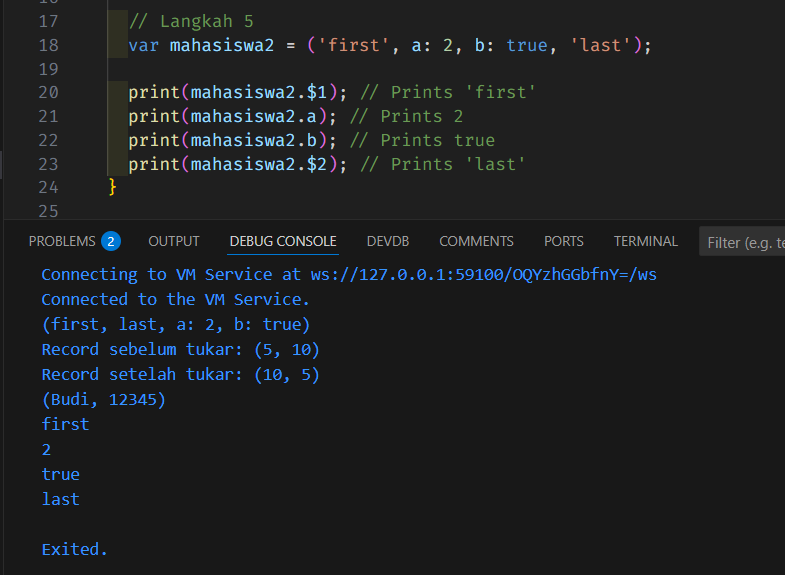 17 // Langkah 5
18 var mahasiswa2 = ('first', a: 2, b: true, 'last');
19
20 print(mahasiswa2.$1); // Prints 'first'
21 print(mahasiswa2.a); // Prints 2
22 print(mahasiswa2.b); // Prints true
23 print(mahasiswa2.$2); // Prints 'last'
24 }
25
PROBLEMS 2 OUTPUT DEBUG CONSOLE DEVDB COMMENTS PORTS TERMINAL Filter (e.g. te
Connecting to VM Service at ws://127.0.0.1:59100/OQYzhGGbfnY=/ws
Connected to the VM Service.
(first, last, a: 2, b: true)
Record sebelum tukar: (5, 10)
Record setelah tukar: (10, 5)
(Budi, 12345)
first
2
true
last
Exited.